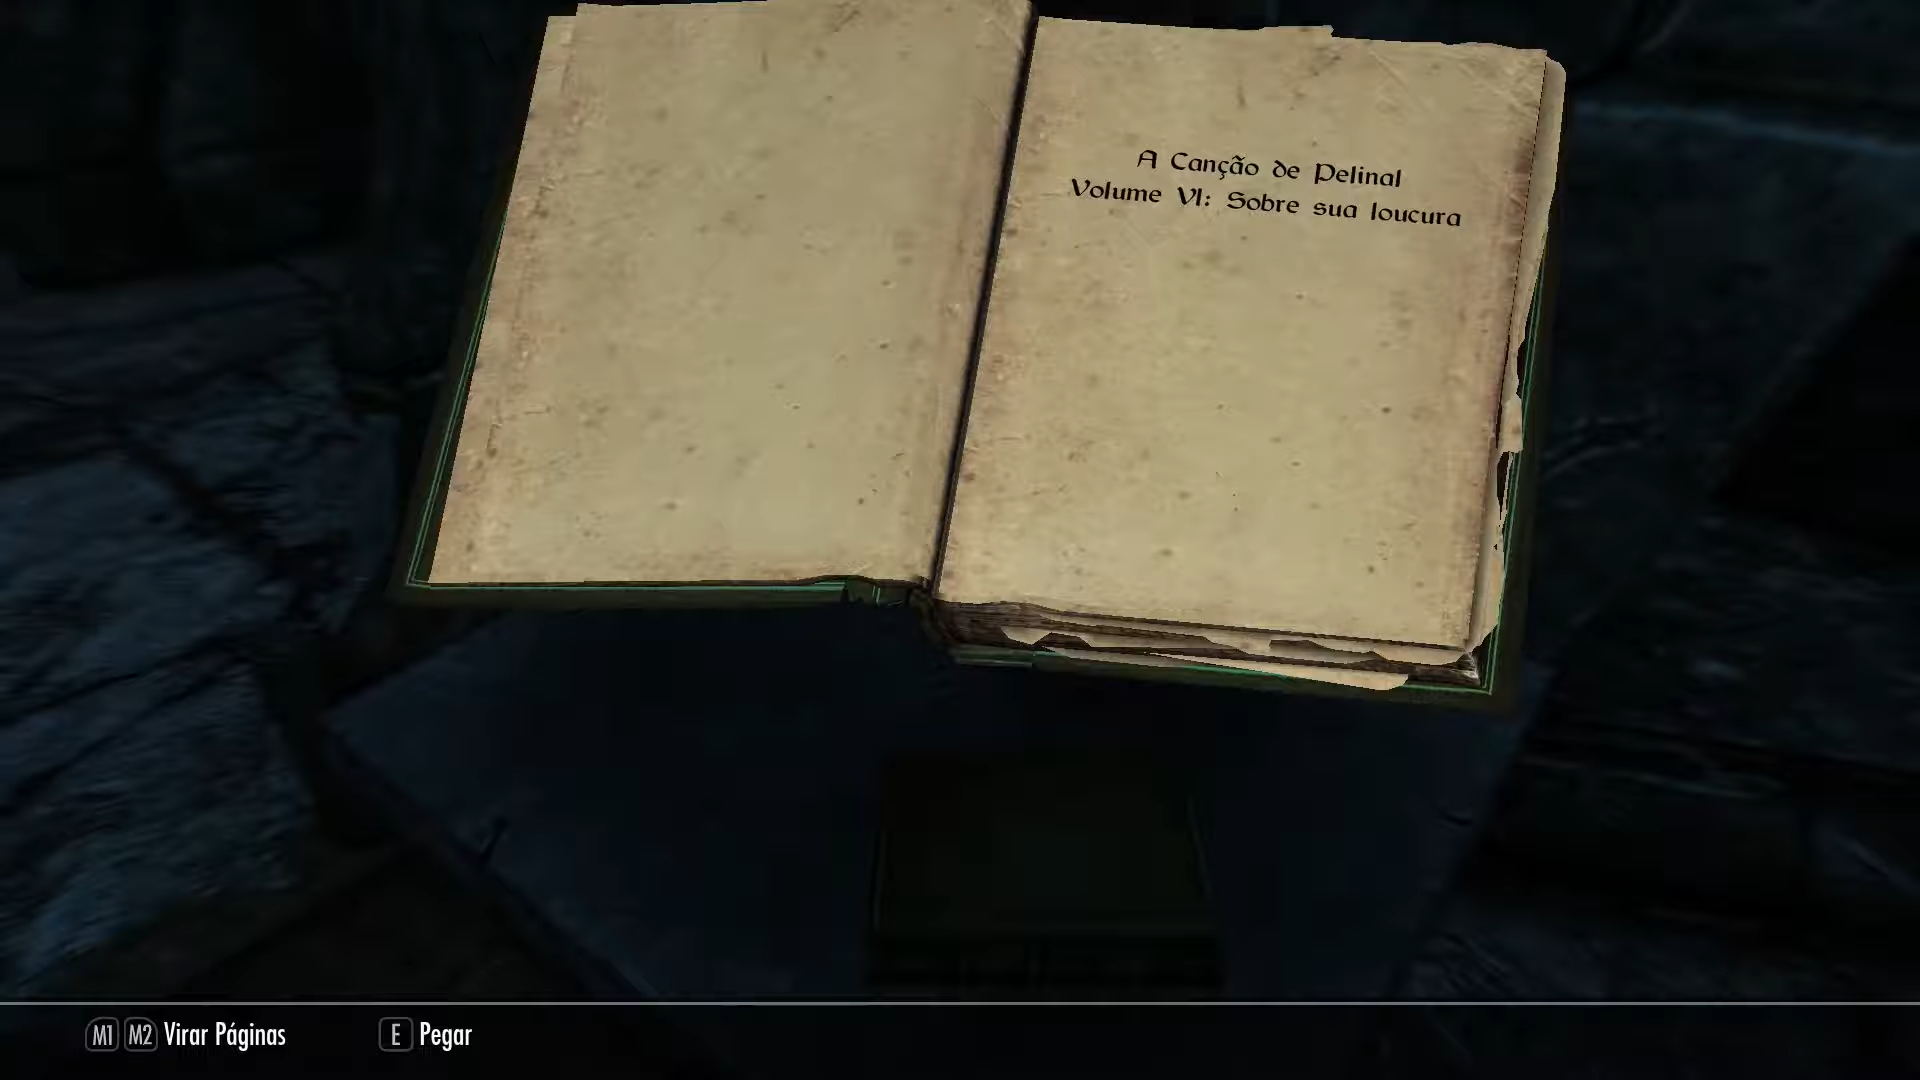 A Canção de Pelinal
Volume VI: Sobre sua loucura
M1 M2 Virar Páginas
E Pegar